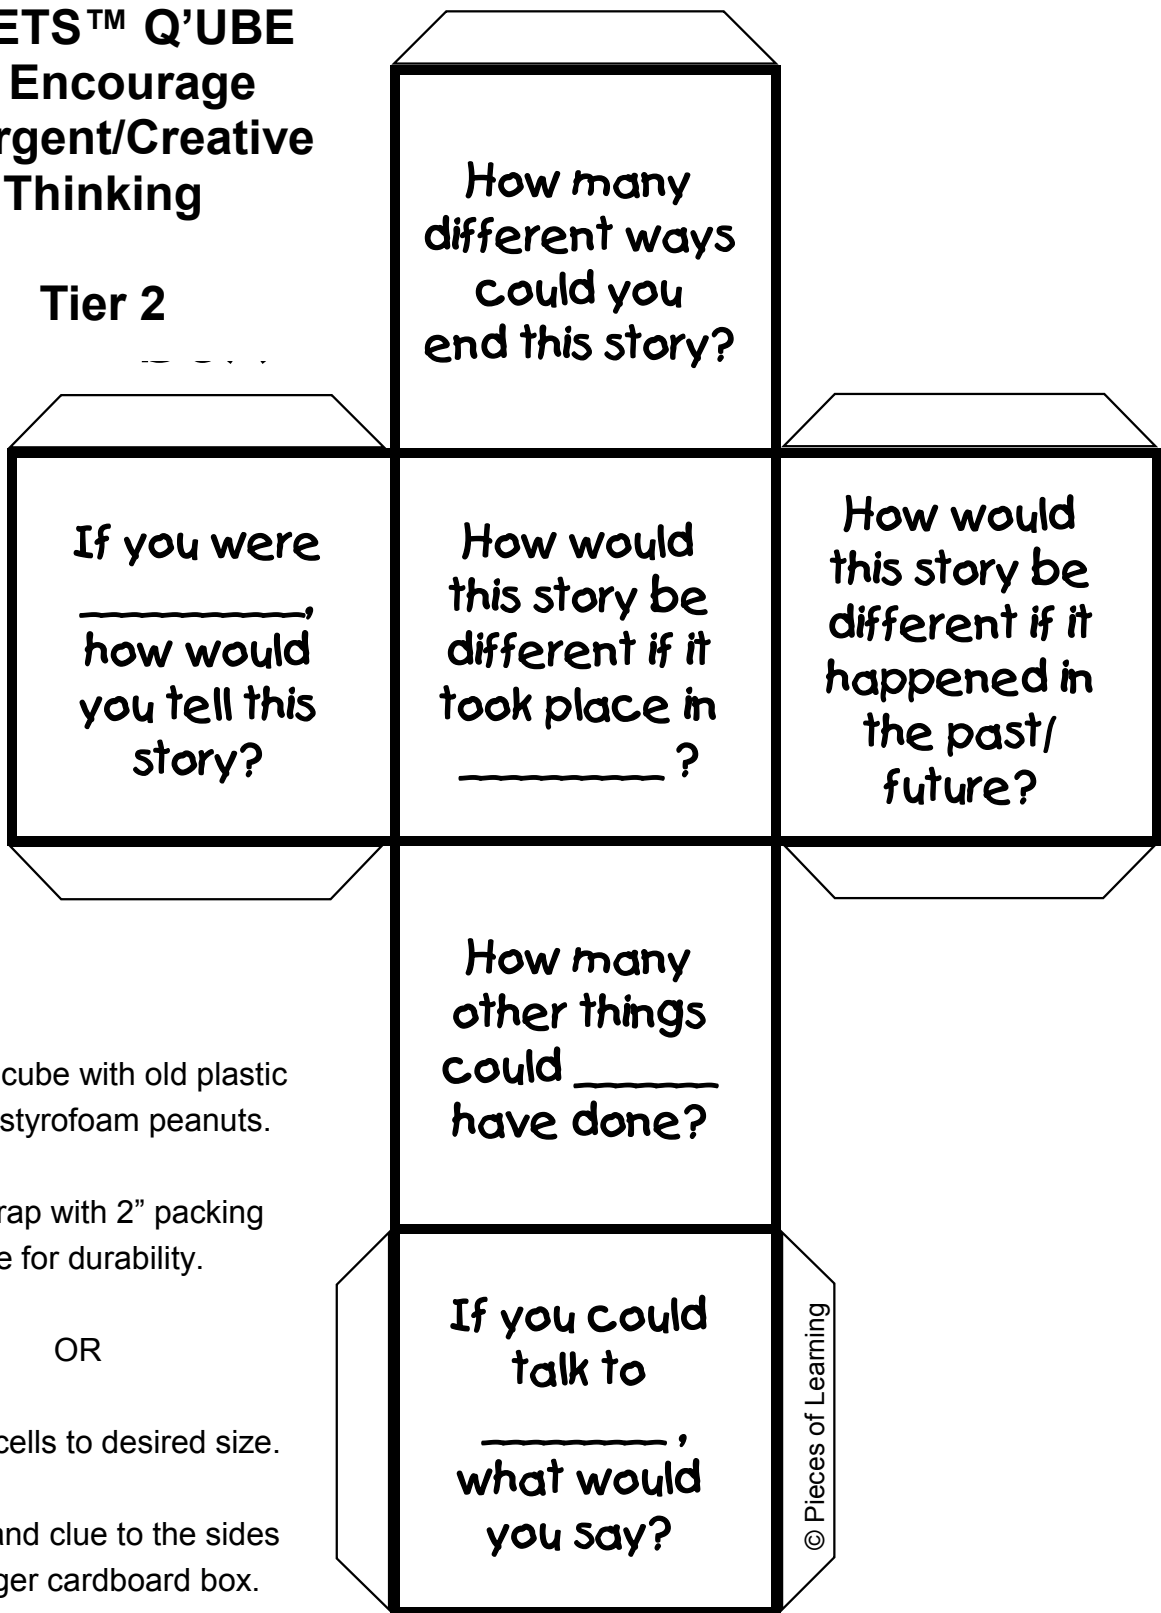 ETS™ Q’UBE
Encourage
rgent/Creative
Thinking
Tier 2
How many
different ways
could you
end this story?
If you were
__________,
how would
you tell this
story?
How would
this story be
different if it
took place in
_________ ?
How would
this story be
different if it
happened in
the past/
future?
How many
other things
could ______
have done?
If you could
talk to
________ ,
what would
you say?
© Pieces of Learning
cube with old plastic
styrofoam peanuts.
rap with 2” packing
e for durability.
OR
cells to desired size.
and clue to the sides
ger cardboard box.